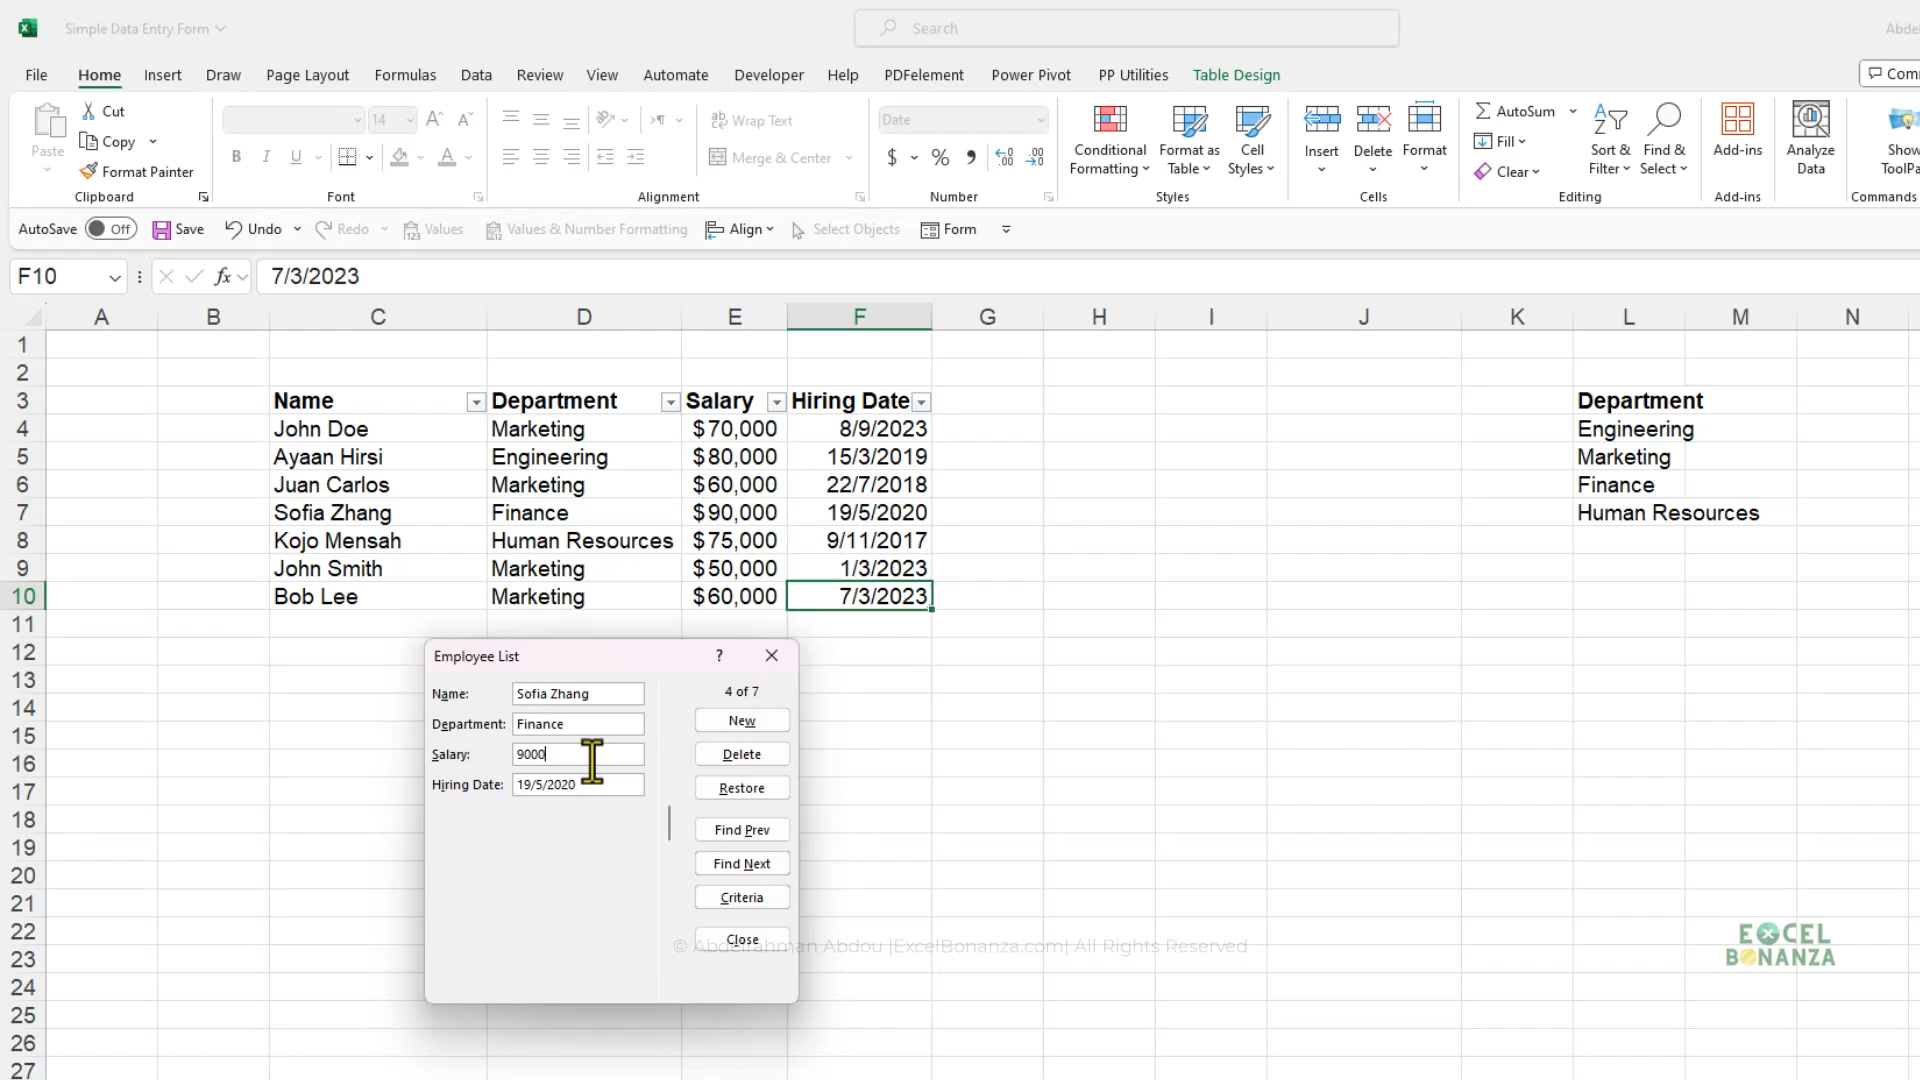 Simple Data Entry Form
Search
Abdel
File Home Insert Draw Page Layout Formulas Data Review View Automate Developer Help PDFelement Power Pivot PP Utilities Table Design
Comm
Paste
Cut
Copy
Format Painter
Clipboard
14
B I U
Font
Wrap Text
Merge & Center
Alignment
Date
$ % ,
Number
Conditional Formatting
Format as Table
Cell Styles
Styles
Insert
Delete
Format
Cells
AutoSum
Fill
Clear
Sort & Filter
Find & Select
Editing
Add-ins
Add-ins
Analyze Data
Show ToolPa
Commands
AutoSave Off Save Undo Redo Values Values & Number Formatting Align Select Objects Form
F10 fx 7/3/2023
A B C D E F G H I J K L M N
1
2
3 Name Department Salary Hiring Date Department
4 John Doe Marketing $70,000 8/9/2023 Engineering
5 Ayaan Hirsi Engineering $80,000 15/3/2019 Marketing
6 Juan Carlos Marketing $60,000 22/7/2018 Finance
7 Sofia Zhang Finance $90,000 19/5/2020 Human Resources
8 Kojo Mensah Human Resources $75,000 9/11/2017
9 John Smith Marketing $50,000 1/3/2023
10 Bob Lee Marketing $60,000 7/3/2023
11
12
13
14
15
16
17
18
19
20
21
22
23
24
25
26
27
Employee List ? 
4 of 7
Name: Sofia Zhang
Department: Finance
Salary: 9000
Hiring Date: 19/5/2020
New
Delete
Restore
Find Prev
Find Next
Criteria
Close
© Abdelrahman Abdou |ExcelBonanza.com| All Rights Reserved
EXCEL
BONANZA